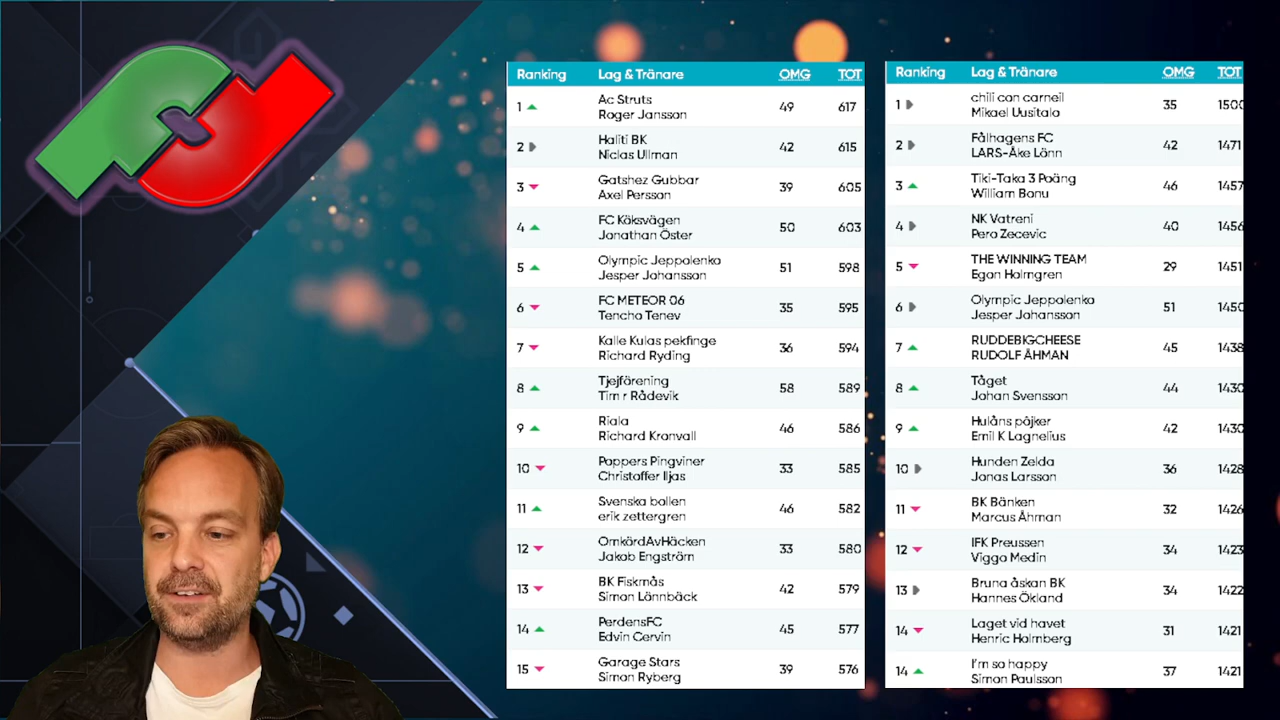 Ranking Lag & Tränare OMG TOT
1 Ac Struts 49 617
Roger Jansson
2 Haliti BK 42 615
Niclas Ullman
3 Gatshez Gubbar 39 605
Axel Persson
4 FC Köksvägen 50 603
Jonathan Öster
5 Olympic Jeppolenko 51 598
Jesper Johansson
6 FC METEOR 06 35 595
Tencho Tenev
7 Kalle Kulas pekfinge 36 594
Richard Ryding
8 Tjejförening 58 589
Tim r Rådevik
9 Riala 46 586
Richard Kronvall
10 Poppers Pingviner 33 585
Christoffer Iljas
11 Svenska bollen 46 582
erik zettergren
12 OmkördAvHäcken 33 580
Jakob Engström
13 BK Fiskmås 42 579
Simon Lönnbäck
14 PerdensFC 45 577
Edvin Cervin
15 Garage Stars 39 576
Simon Ryberg
Ranking Lag & Tränare OMG TOT
1 chili con carneil 35 1500
Mikael Uusitalo
2 Fålhagens FC 42 1471
LARS-Åke Lönn
3 Tiki-Taka 3 Poäng 46 1457
William Bonu
4 NK Vatreni 40 1456
Pero Zecevic
5 THE WINNING TEAM 29 1451
Egon Holmgren
6 Olympic Jeppolenko 51 1450
Jesper Johansson
7 RUDDEBIGCHEESE 45 1438
RUDOLF ÅHMAN
8 Tåget 44 1430
Johan Svensson
9 Hulåns pöjker 42 1430
Emil K Lagnelius
10 Hunden Zelda 36 1428
Jonas Larsson
11 BK Bänken 32 1426
Marcus Åhman
12 IFK Preussen 34 1423
Viggo Medin
13 Bruna åskan BK 34 1422
Hannes Ökland
14 Laget vid havet 31 1421
Henric Holmberg
14 I'm so happy 37 1421
Simon Paulsson